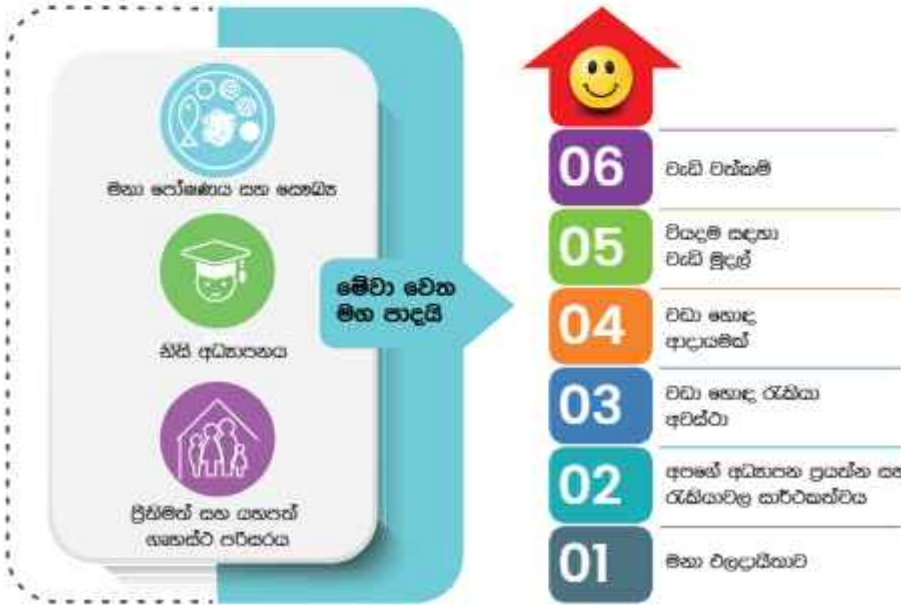 මනා පෝෂණය සහ සෞඛ්‍ය
නිසි අධ්‍යාපනය
ප්‍රීතිමත් සහ යහපත්
ගෘහස්ථ පරිසරය
මේවා වෙත
මග පාදයි
06
වැඩි වත්කම්
05
වියදම් සඳහා
වැඩි මුදල්
04
වඩා හොඳ
ආදායමක්
03
වඩා හොඳ රැකියා
අවස්ථා
02
අපගේ අධ්‍යාපන ප්‍රයත්න සහ
රැකියාවල සාර්ථකත්වය
01
මනා ඵලදායීතාව